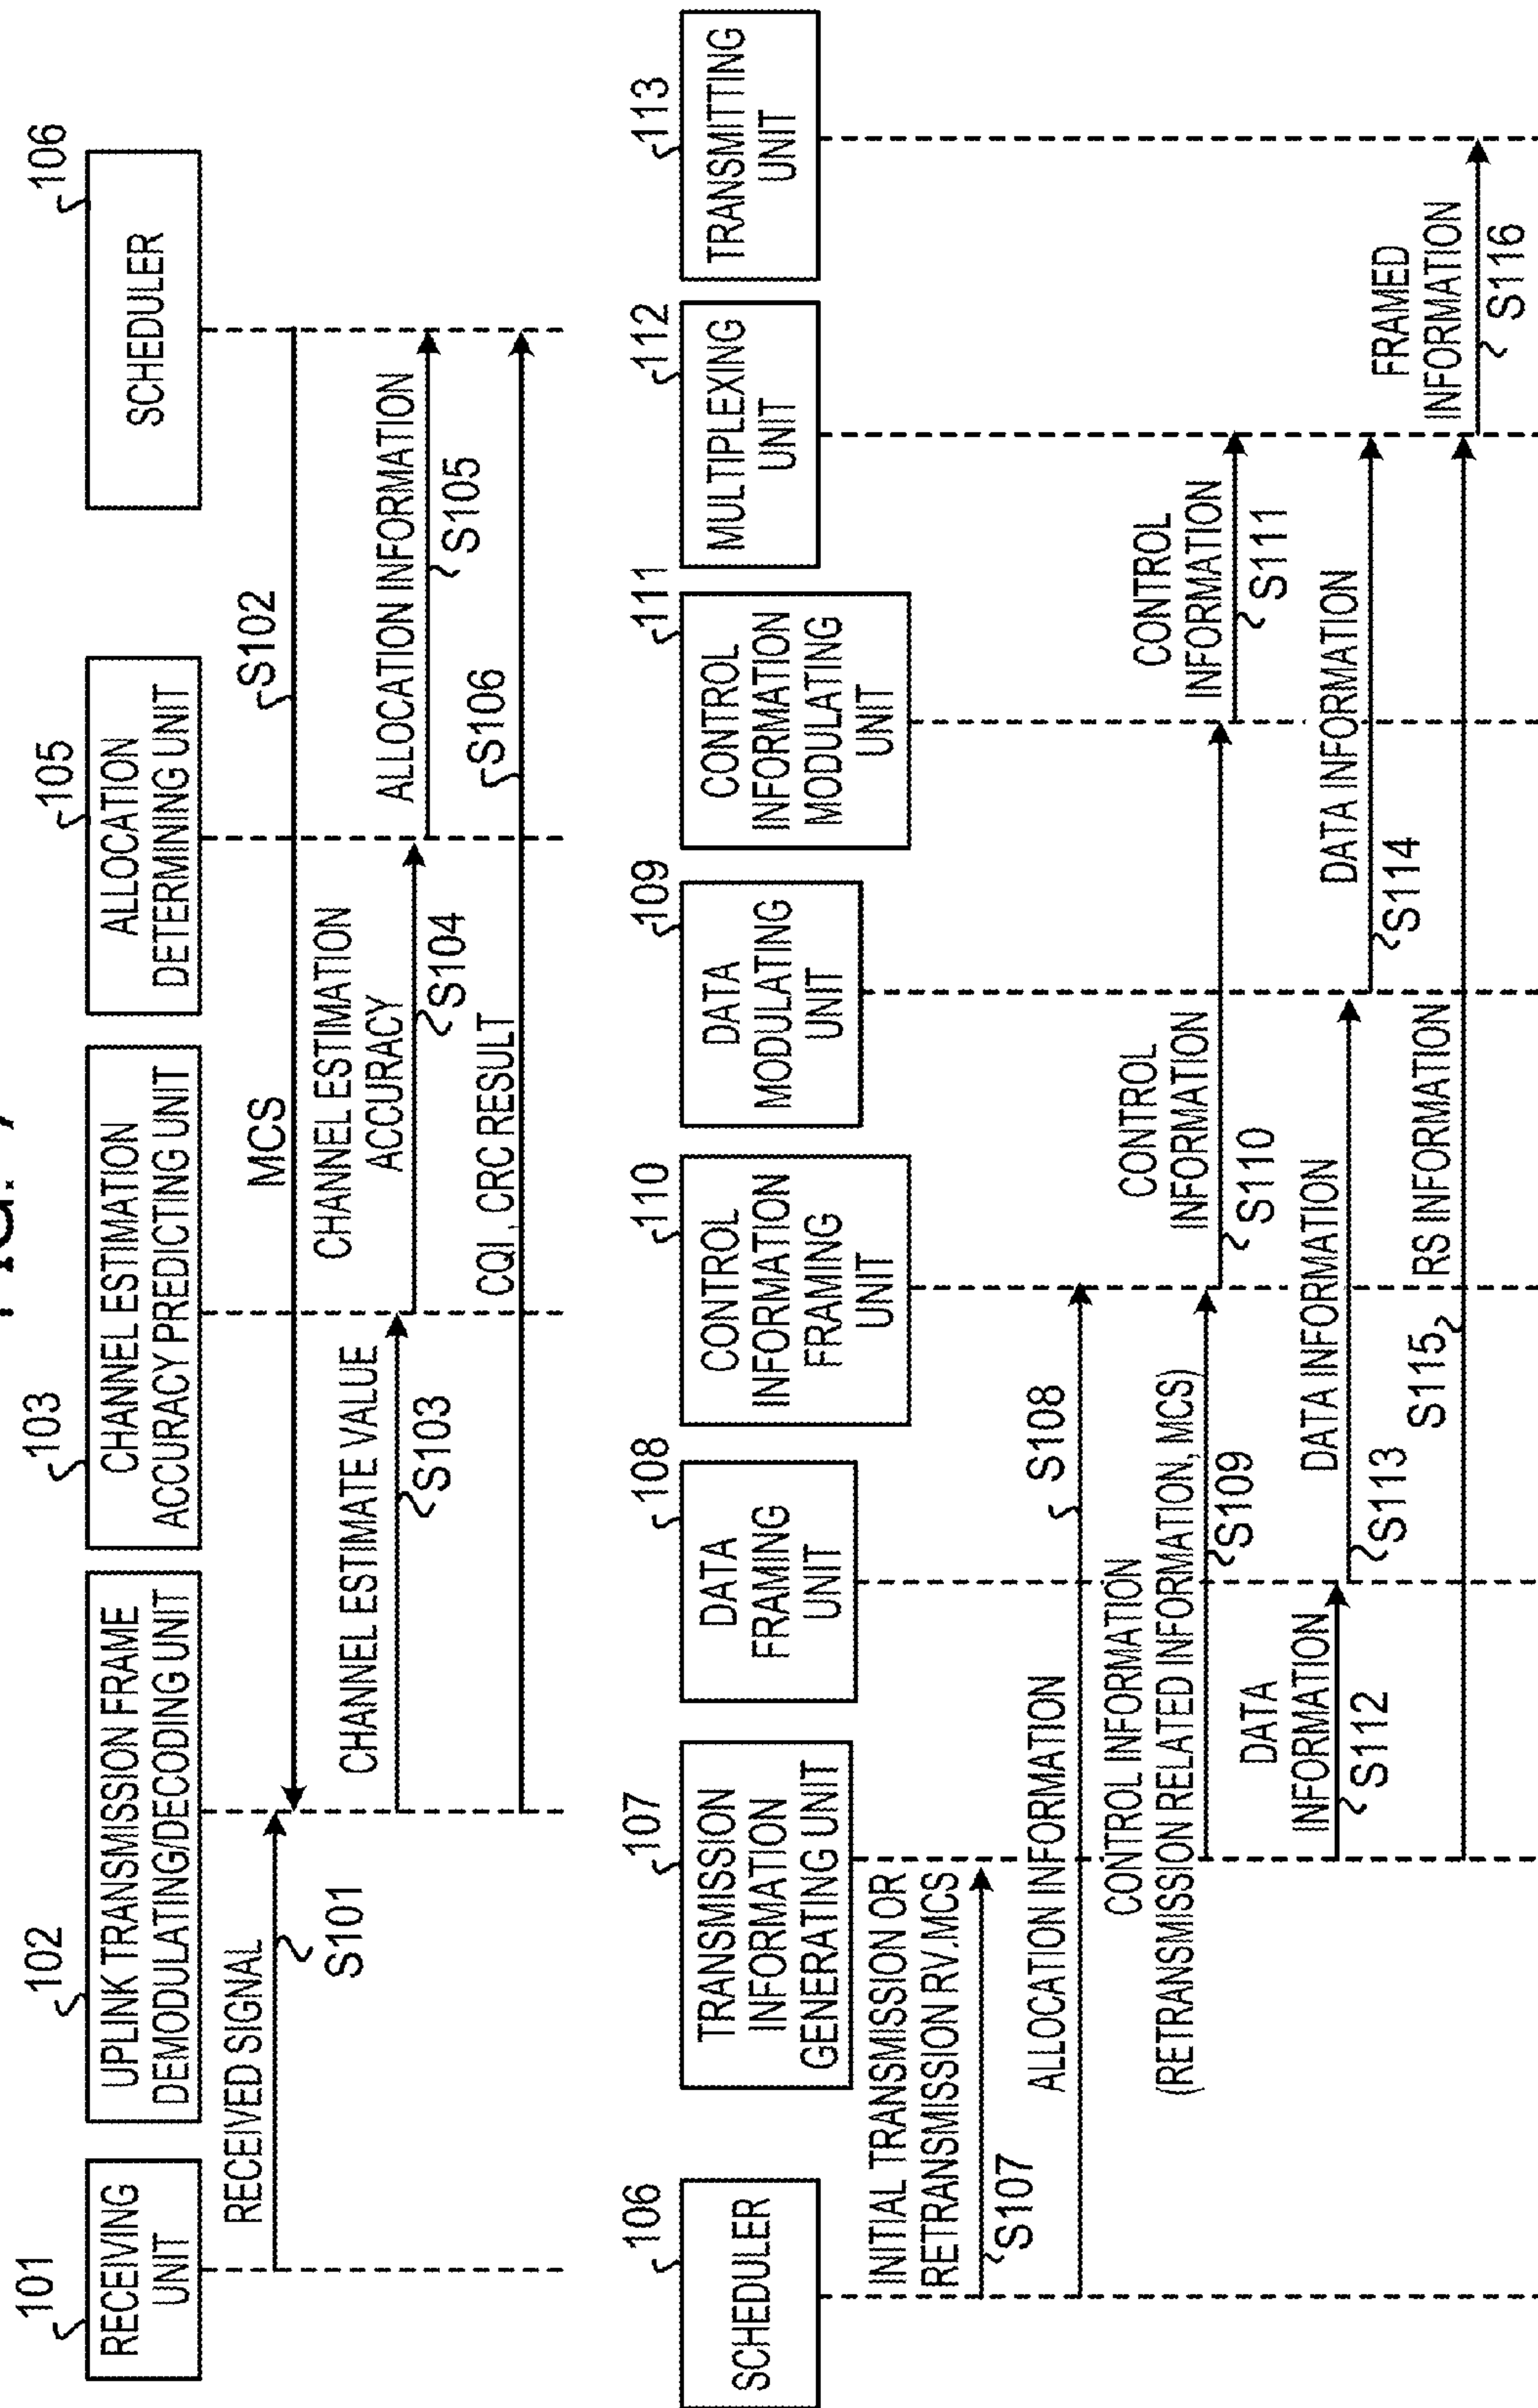 FIG. 7
101
RECEIVING
UNIT
102
UPLINK TRANSMISSION FRAME
DEMODULATING/DECODING UNIT
103
CHANNEL ESTIMATION
ACCURACY PREDICTING UNIT
105
ALLOCATION
DETERMINING UNIT
106
SCHEDULER
RECEIVED SIGNAL
S101
MCS
S102
CHANNEL ESTIMATE VALUE
S103
CHANNEL ESTIMATION
ACCURACY
S104
ALLOCATION INFORMATION
S105
CQI, CRC RESULT
S106
106
SCHEDULER
107
TRANSMISSION
INFORMATION
GENERATING UNIT
108
DATA
FRAMING
UNIT
110
CONTROL
INFORMATION
FRAMING
UNIT
109
DATA
MODULATING
UNIT
111
CONTROL
INFORMATION
MODULATING
UNIT
112
MULTIPLEXING
UNIT
113
TRANSMITTING
UNIT
INITIAL TRANSMISSION OR
RETRANSMISSION RV.MCS
S107
ALLOCATION INFORMATION
S108
CONTROL INFORMATION
(RETRANSMISSION RELATED INFORMATION, MCS)
S109
CONTROL
INFORMATION
S110
CONTROL
INFORMATION
S111
DATA
INFORMATION
S112
DATA INFORMATION
S113
DATA INFORMATION
S114
S115
RS INFORMATION
FRAMED
INFORMATION
S116